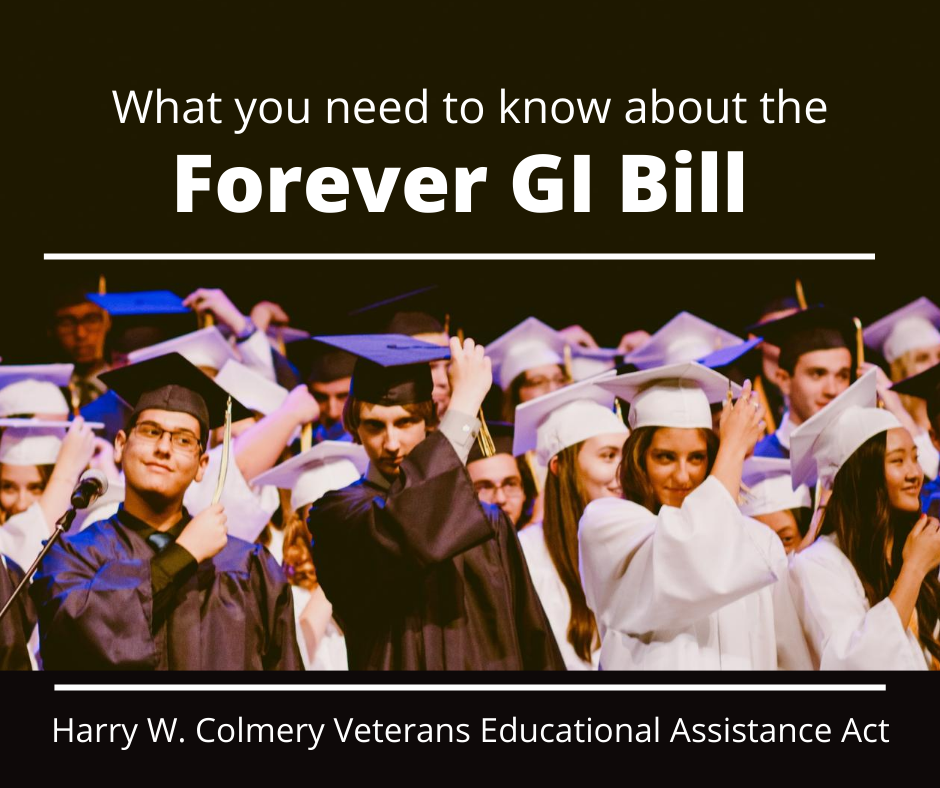 What you need to know about the
Forever GI Bill
Harry W. Colmery Veterans Educational Assistance Act